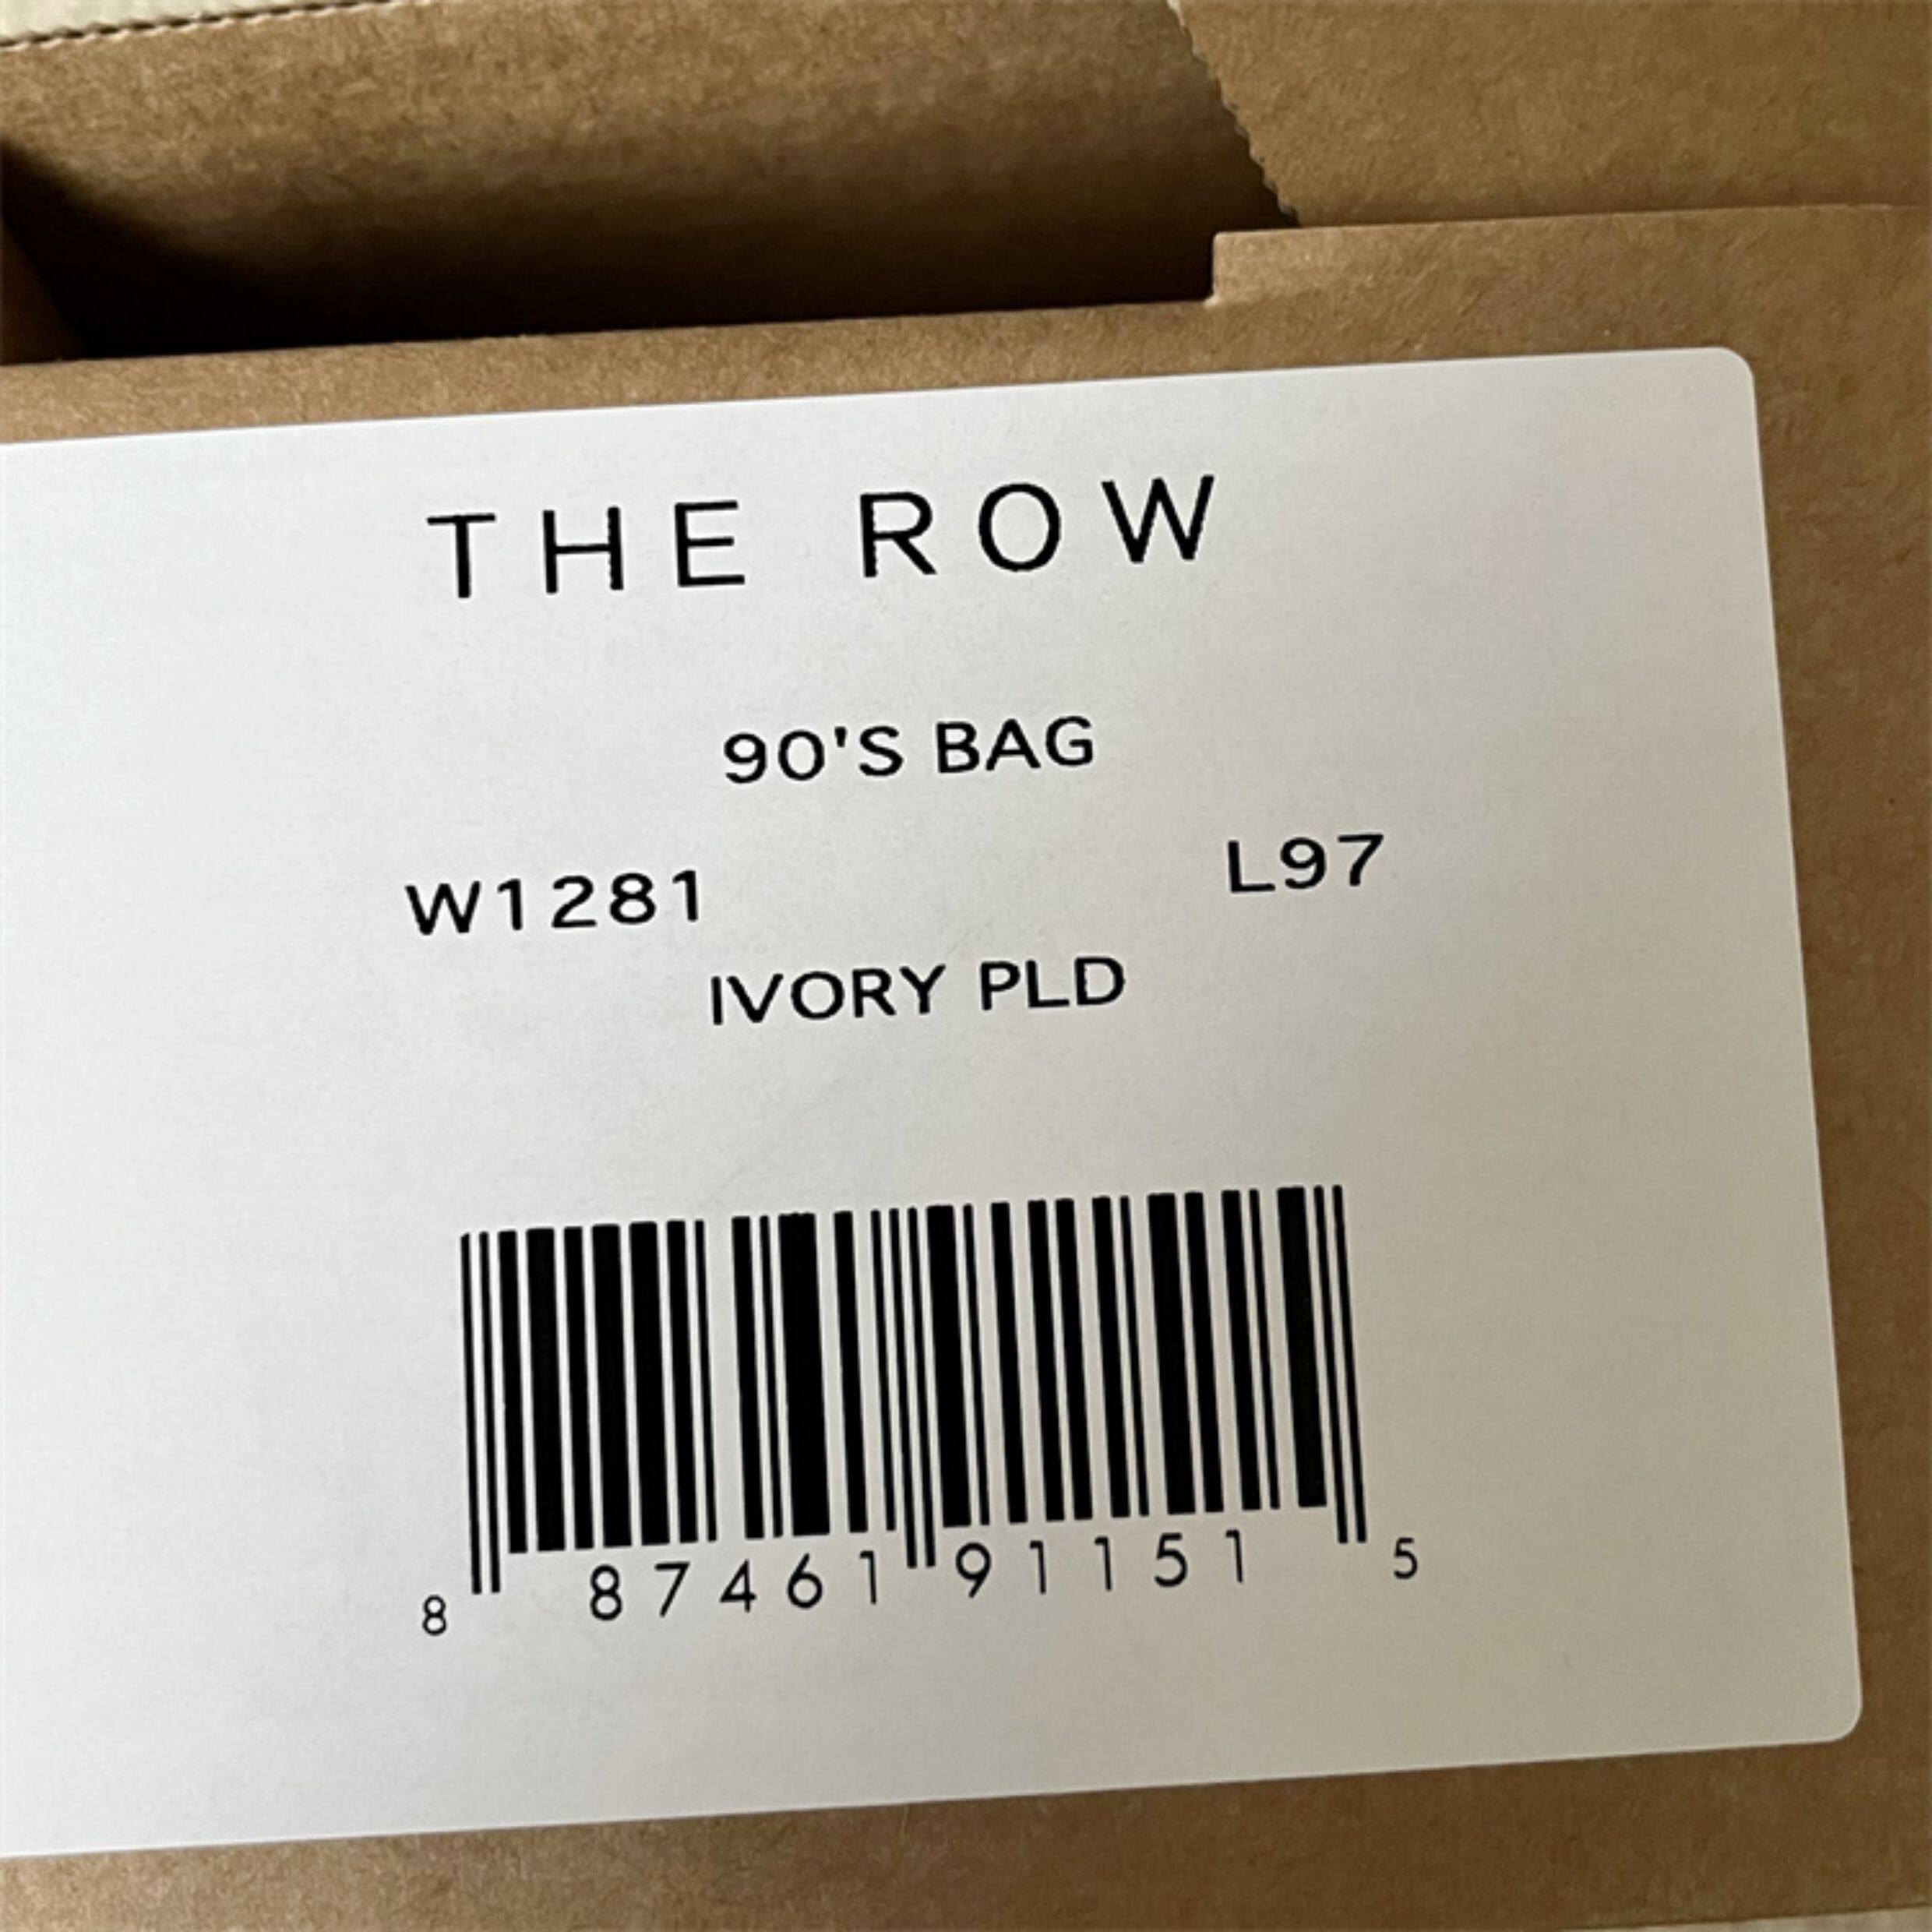 THE ROW
90'S BAG
W1281 L97
IVORY PLD
8 87461 91151 5